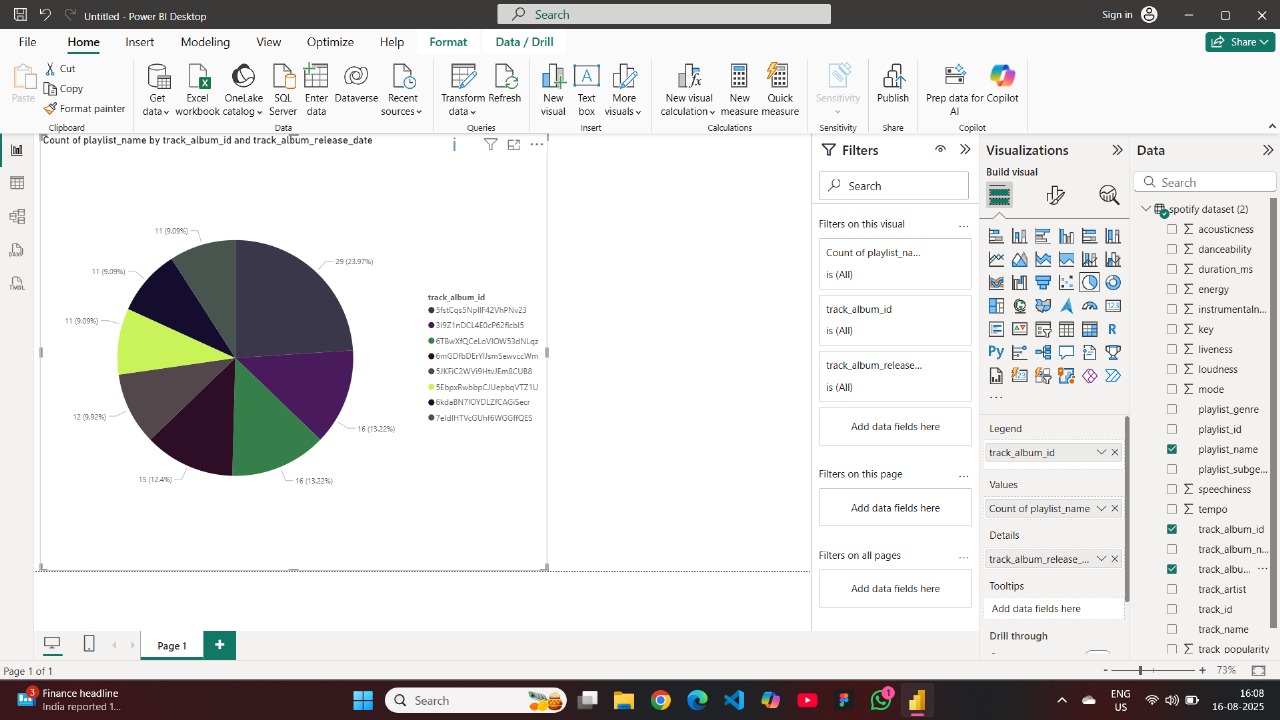 Untitled - Power BI Desktop
Search
Sign in
File
Home
Insert
Modeling
View
Optimize
Help
Format
Data / Drill
Share
Paste
Cut
Copy
Format painter
Clipboard
Get data
Excel workbook
OneLake catalog
SQL Server
Enter data
Dataverse
Recent sources
Data
Transform data
Refresh
Queries
New visual
Text box
More visuals
Insert
New visual calculation
New measure
Quick measure
Calculations
Sensitivity
Sensitivity
Publish
Share
Prep data for AI
Copilot
Copilot
Count of playlist_name by track_album_id and track_album_release_date
11 (9.09%)
29 (23.97%)
11 (9.09%)
11 (9.09%)
12 (9.92%)
15 (12.4%)
16 (13.22%)
16 (13.22%)
track_album_id
Filters
Search
Filters on this visual
Count of playlist_na...
is (All)
track_album_id
is (All)
track_album_release...
is (All)
Add data fields here
Filters on this page
Add data fields here
Filters on all pages
Add data fields here
Visualizations
Build visual
Legend
track_album_id
Values
Count of playlist_name
Details
track_album_release_...
Tooltips
Add data fields here
Drill through
Data
Search
spotify dataset (2)
acousticness
danceability
duration_ms
energy
instrumentaln...
key
liveness
loudness
mode
playlist_genre
playlist_id
playlist_name
playlist_subge...
speechiness
tempo
track_album_id
track_album_n...
track_albu...
track_artist
track_id
track_name
track_popularity
Page 1
Page 1 of 1
73%
3
Finance headline
India reported 1...
Search
1
ENG
US
16:08
16-08-2025